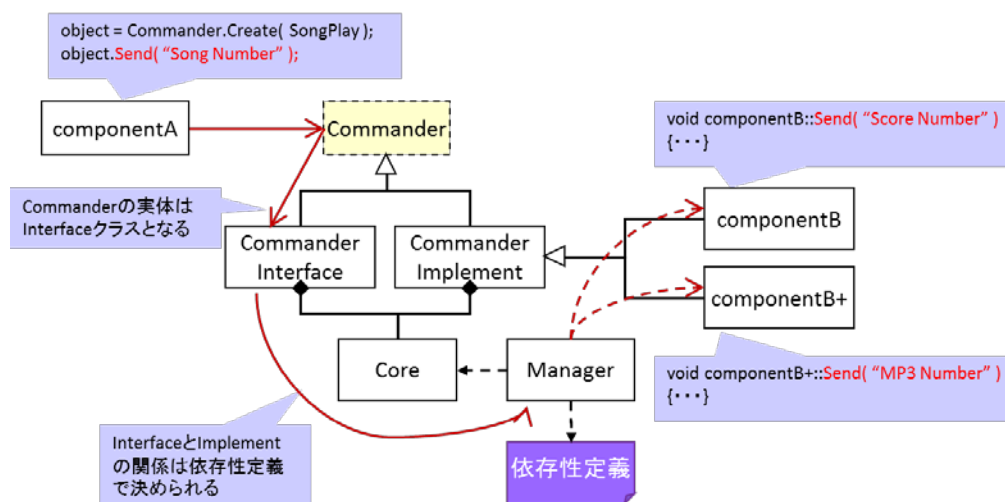 object = Commander.Create( SongPlay );
object.Send( “Song Number” );
componentA
Commander
void componentB::Send( “Score Number” )
{・・・}
Commanderの実体は
Interfaceクラスとなる
Commander
Interface
Commander
Implement
componentB
componentB+
Core
Manager
void componentB+::Send( “MP3 Number” )
{・・・}
InterfaceとImplement
の関係は依存性定義
で決められる
依存性定義